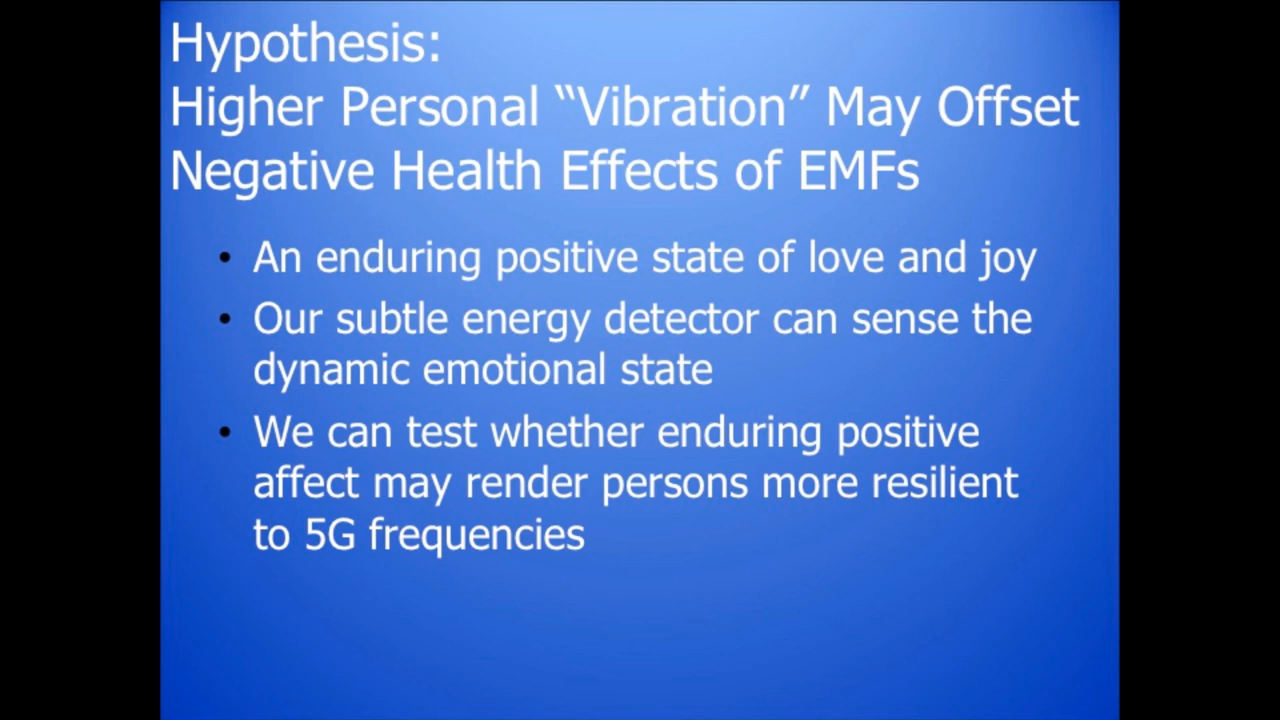 Hypothesis:
Higher Personal “Vibration” May Offset
Negative Health Effects of EMFs
• An enduring positive state of love and joy
• Our subtle energy detector can sense the
dynamic emotional state
• We can test whether enduring positive
affect may render persons more resilient
to 5G frequencies